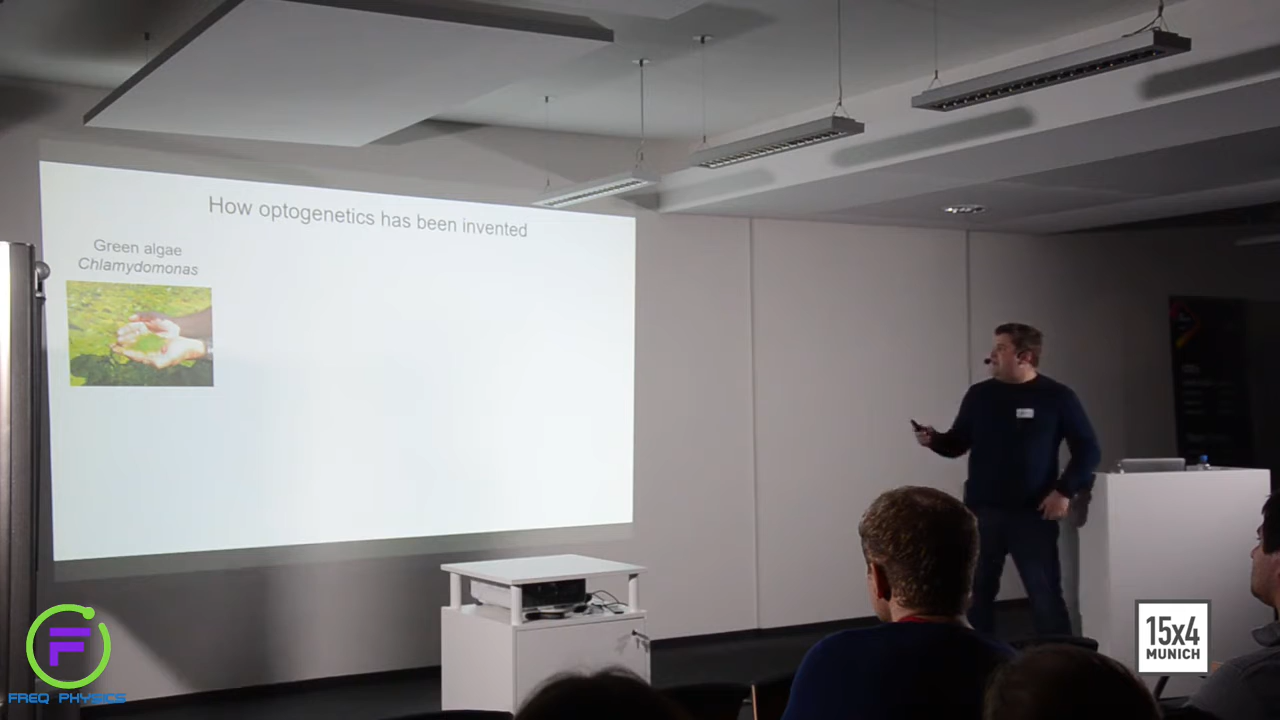 How optogenetics has been invented
Green algae
Chlamydomonas
15x4
MUNICH
FREQ PHYSICS